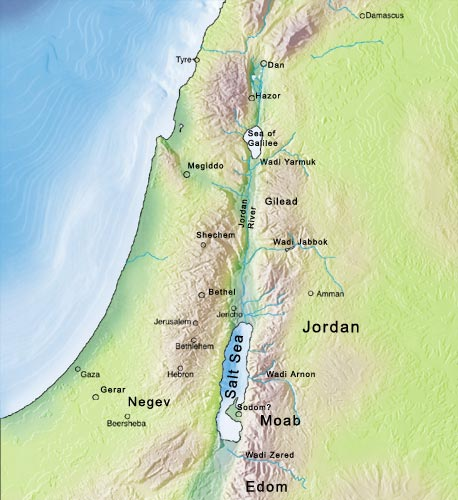 Damascus
Tyre
Dan
Hazor
Sea of
Galilee
Wadi Yarmuk
Megiddo
Jordan
River
Gilead
Shechem
Wadi Jabbok
Bethel
Amman
Jericho
Jerusalem
Jordan
Bethlehem
Salt Sea
Hebron
Gaza
Wadi Arnon
Gerar
Negev
Sodom?
Beersheba
Moab
Wadi Zered
Edom